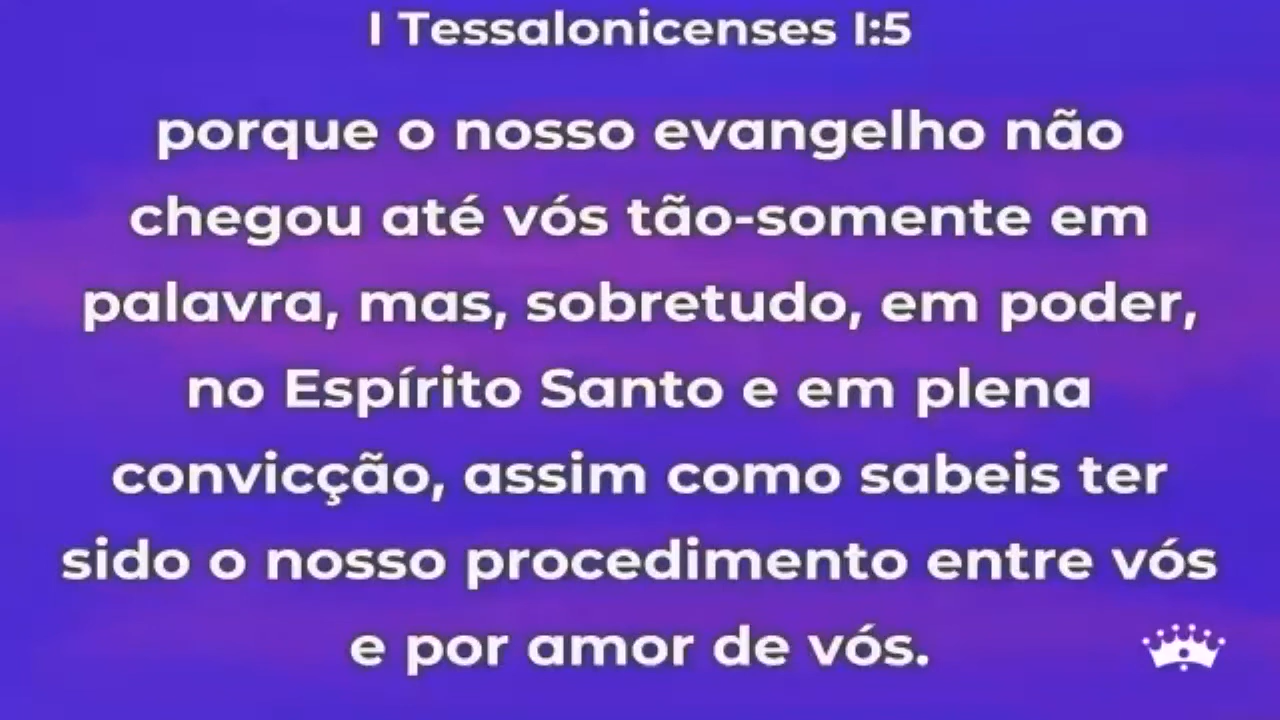 I Tessalonicenses I:5
porque o nosso evangelho não
chegou até vós tão-somente em
palavra, mas, sobretudo, em poder,
no Espírito Santo e em plena
convicção, assim como sabeis ter
sido o nosso procedimento entre vós
e por amor de vós.